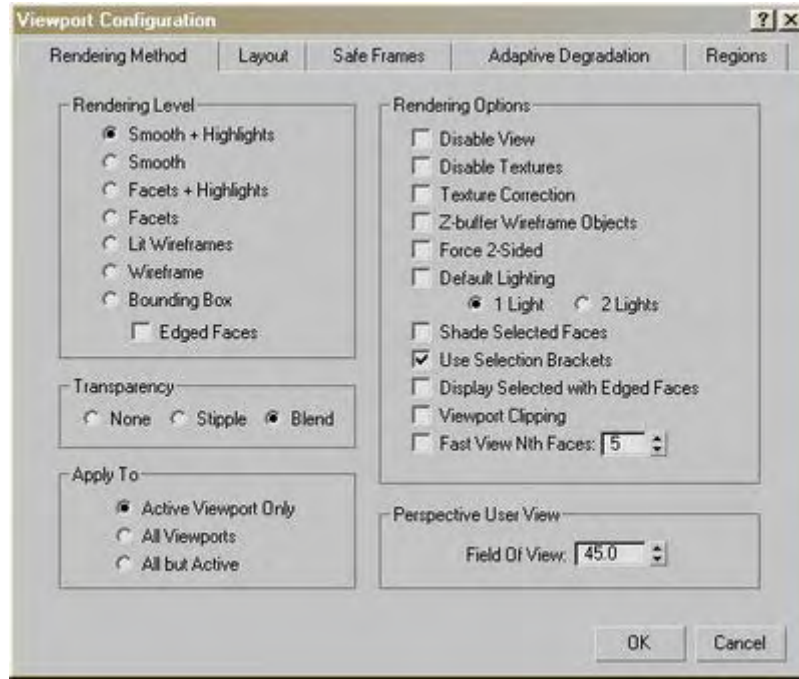 Viewport Configuration
Rendering Method Layout Safe Frames Adaptive Degradation Regions
Rendering Level
Smooth + Highlights
Smooth
Facets + Highlights
Facets
Lit Wireframes
Wireframe
Bounding Box
Edged Faces
Transparency
None Stipple Blend
Apply To
Active Viewport Only
All Viewports
All but Active
Rendering Options
Disable View
Disable Textures
Texture Correction
Z-buffer Wireframe Objects
Force 2-Sided
Default Lighting
1 Light 2 Lights
Shade Selected Faces
Use Selection Brackets
Display Selected with Edged Faces
Viewport Clipping
Fast View Nth Faces: 5
Perspective User View
Field Of View: 45.0
OK Cancel